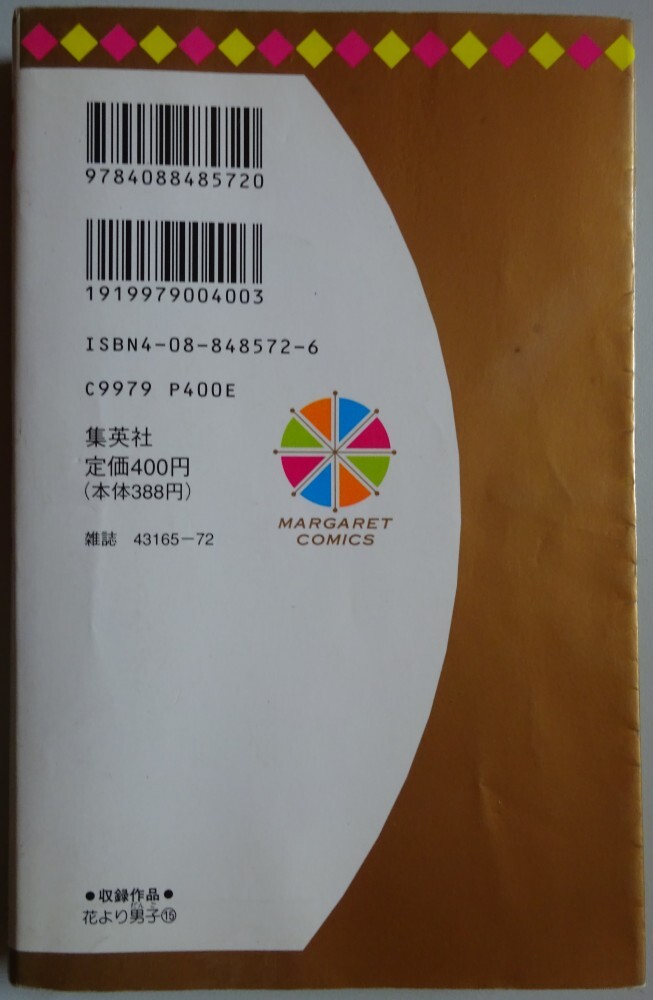 9784088485720
1919979004003
ISBN4-08-848572-6
C9979 P400E
集英社
定価400円
(本体388円)
雑誌 43165-72
MARGARET
COMICS
●収録作品●
花より男子⑮